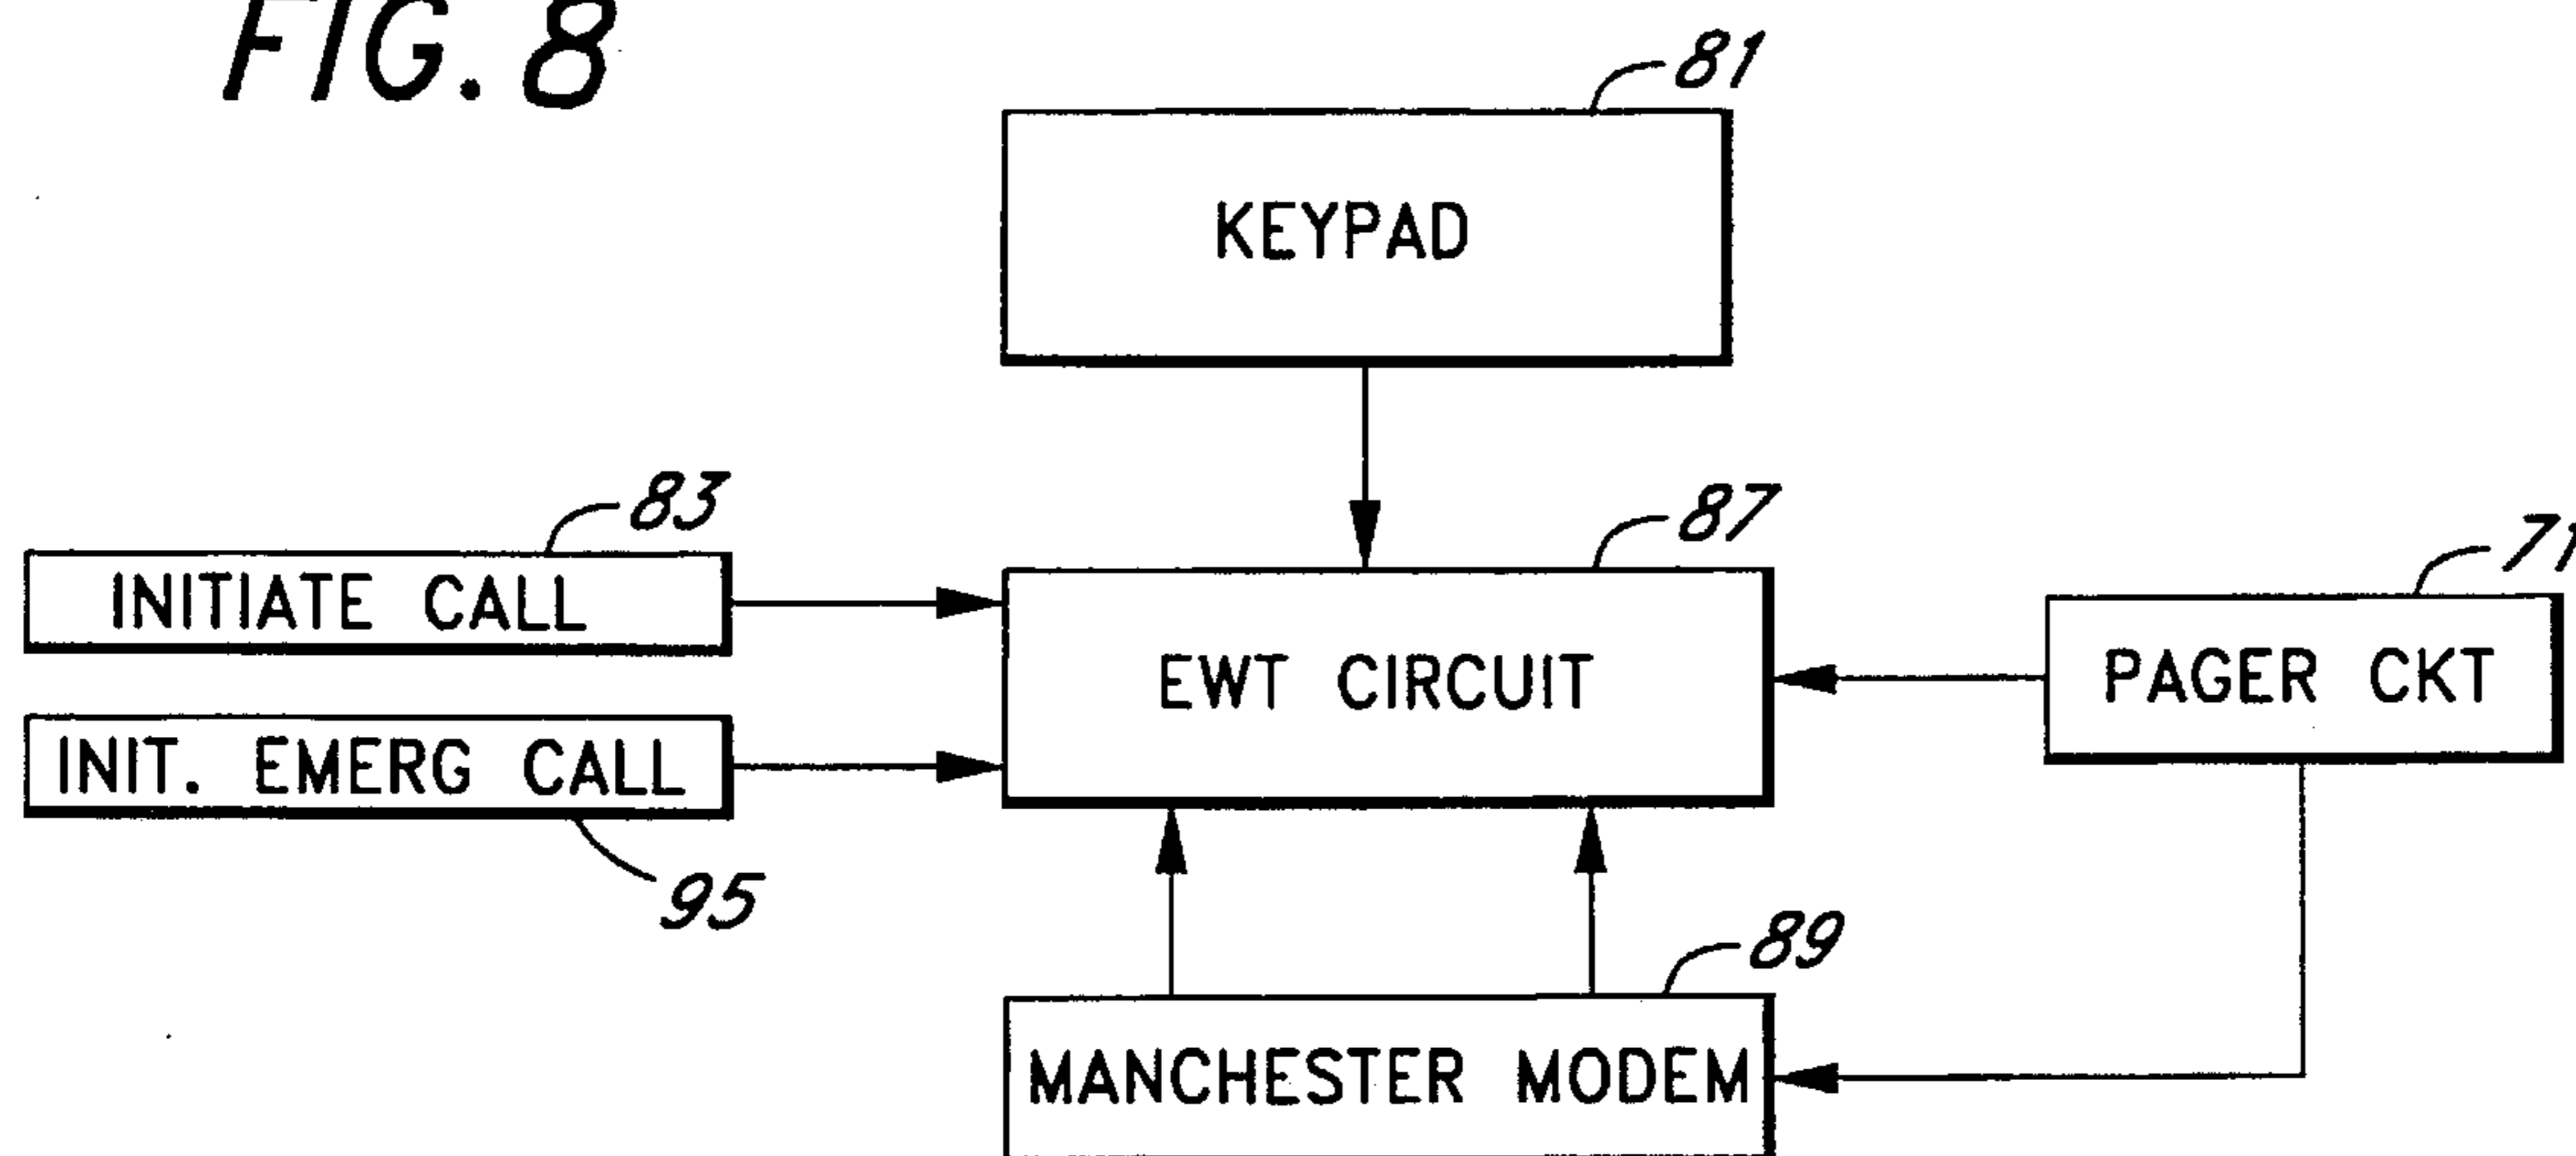 FIG. 8
81
KEYPAD
83
87
71
INITIATE CALL
EWT CIRCUIT
PAGER CKT
INIT. EMERG CALL
95
89
MANCHESTER MODEM